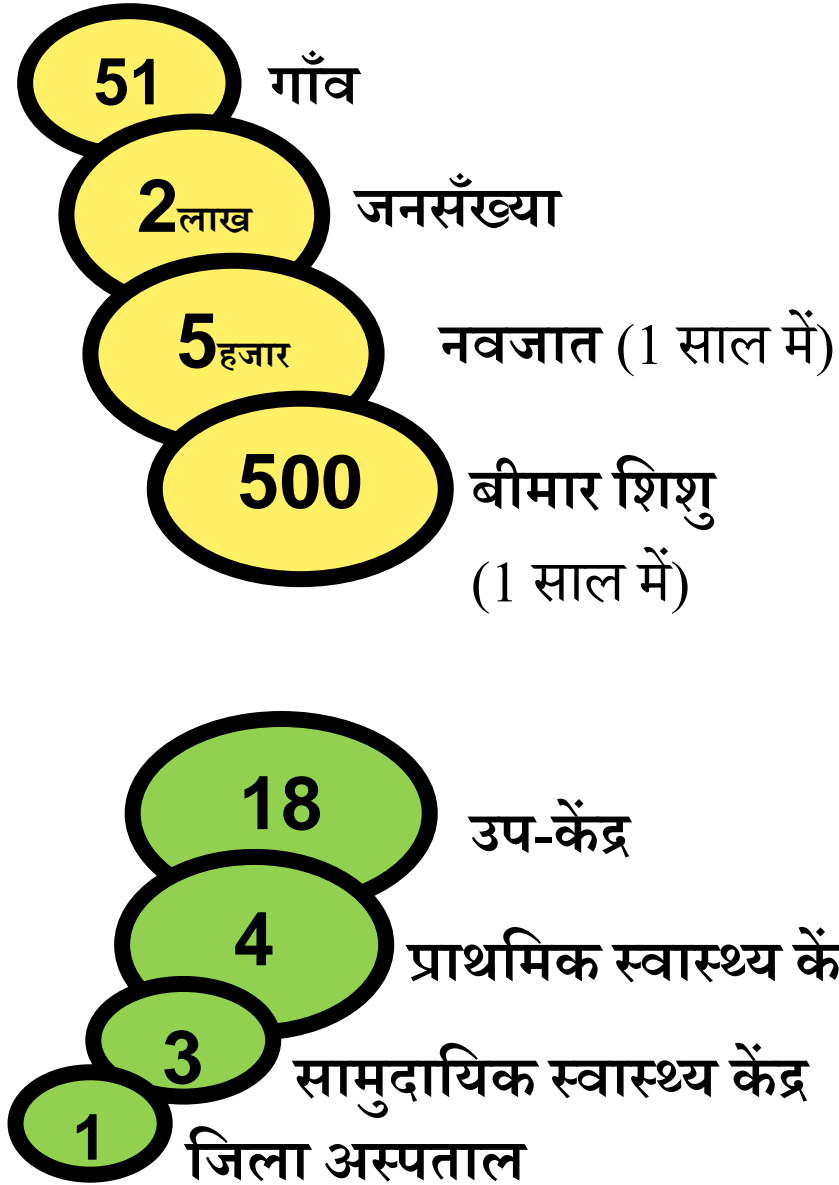 51 गाँव
2लाख जनसँख्या
5हजार नवजात (1 साल में)
500 बीमार शिशु
(1 साल में)
18 उप-केंद्र
4 प्राथमिक स्वास्थ्य कें
3 सामुदायिक स्वास्थ्य केंद्र
1 जिला अस्पताल